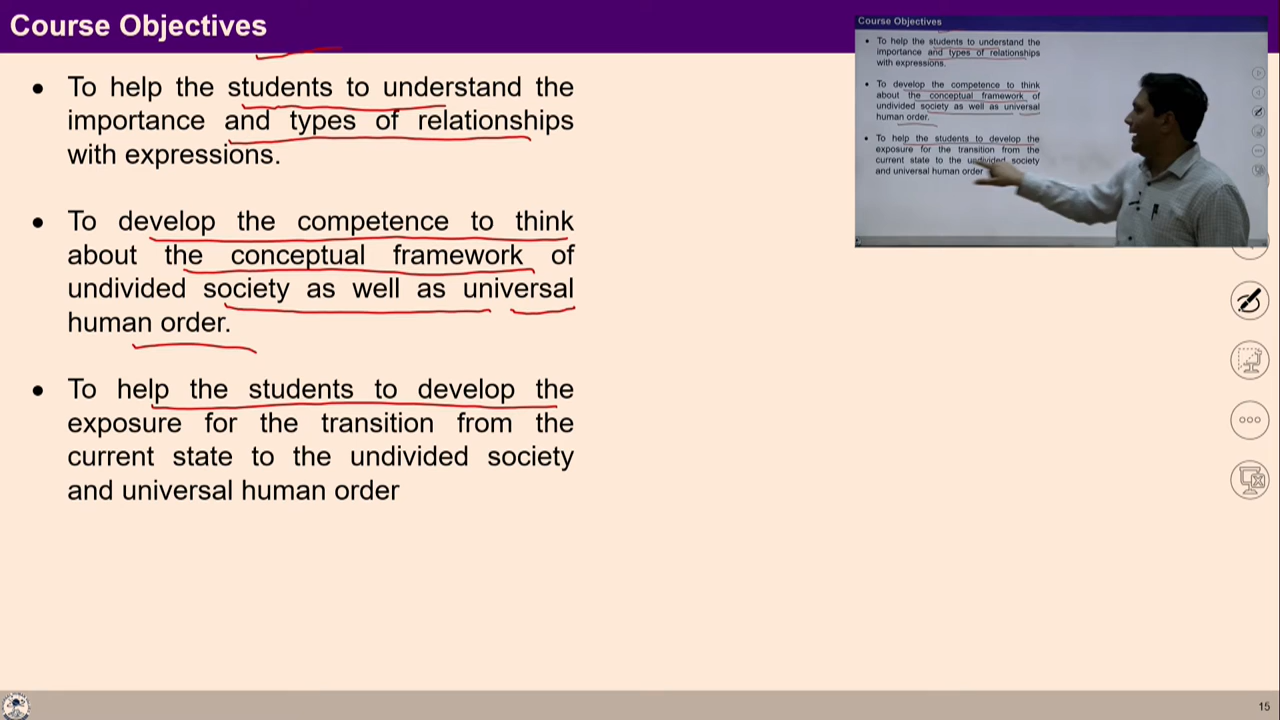 Course Objectives
● To help the students to understand the
importance and types of relationships
with expressions.
● To develop the competence to think
about the conceptual framework of
undivided society as well as universal
human order.
● To help the students to develop the
exposure for the transition from the
current state to the undivided society
and universal human order
Course Objectives
• To help the students to understand the
importance and types of relationships
with expressions.
• To develop the competence to think
about the conceptual framework of
undivided society as well as universal
human order.
• To help the students to develop the
exposure for the transition from the
current state to the undivided society
and universal human order
15